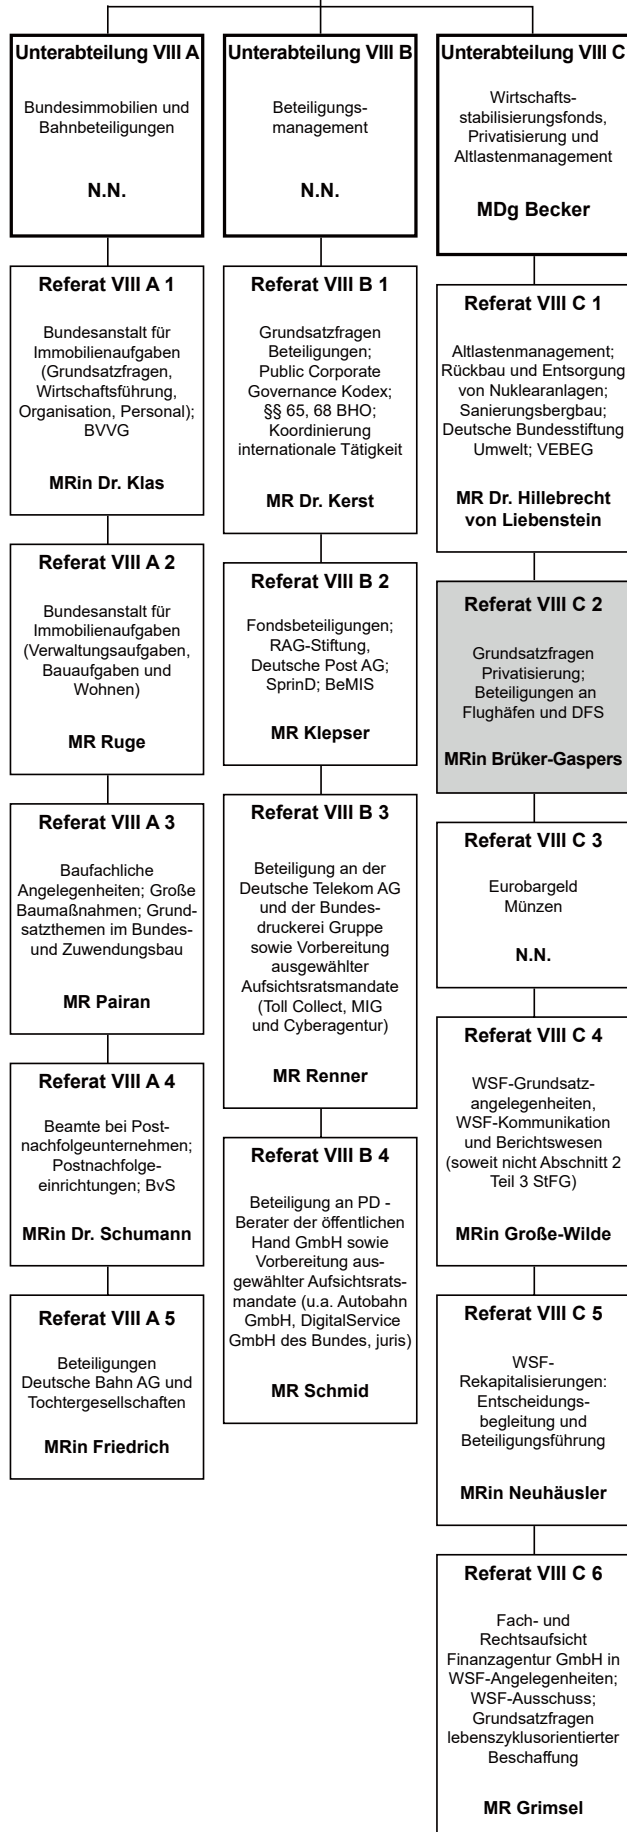 Unterabteilung VIII A
Bundesimmobilien und
Bahnbeteiligungen
N.N.
Referat VIII A 1
Bundesanstalt für
Immobilienaufgaben
(Grundsatzfragen,
Wirtschaftsführung,
Organisation, Personal);
BVVG
MRin Dr. Klas
Referat VIII A 2
Bundesanstalt für
Immobilienaufgaben
(Verwaltungsaufgaben,
Bauaufgaben und
Wohnen)
MR Ruge
Referat VIII A 3
Baufachliche
Angelegenheiten; Große
Baumaßnahmen; Grund-
satzthemen im Bundes-
und Zuwendungsbau
MR Pairan
Referat VIII A 4
Beamte bei Post-
nachfolgeunternehmen;
Postnachfolge-
einrichtungen; BvS
MRin Dr. Schumann
Referat VIII A 5
Beteiligungen
Deutsche Bahn AG und
Tochtergesellschaften
MRin Friedrich
Unterabteilung VIII B
Beteiligungs-
management
N.N.
Referat VIII B 1
Grundsatzfragen
Beteiligungen;
Public Corporate
Governance Kodex;
§§ 65, 68 BHO;
Koordinierung
internationale Tätigkeit
MR Dr. Kerst
Referat VIII B 2
Fondsbeteiligungen;
RAG-Stiftung,
Deutsche Post AG;
SprinD; BeMIS
MR Klepser
Referat VIII B 3
Beteiligung an der
Deutsche Telekom AG
und der Bundes-
druckerei Gruppe
sowie Vorbereitung
ausgewählter
Aufsichtsratsmandate
(Toll Collect, MIG
und Cyberagentur)
MR Renner
Referat VIII B 4
Beteiligung an PD -
Berater der öffentlichen
Hand GmbH sowie
Vorbereitung aus-
gewählter Aufsichtsrats-
mandate (u.a. Autobahn
GmbH, DigitalService
GmbH des Bundes, juris)
MR Schmid
Unterabteilung VIII C
Wirtschafts-
stabilisierungsfonds,
Privatisierung und
Altlastenmanagement
MDg Becker
Referat VIII C 1
Altlastenmanagement;
Rückbau und Entsorgung
von Nuklearanlagen;
Sanierungsbergbau;
Deutsche Bundesstiftung
Umwelt; VEBEG
MR Dr. Hillebrecht
von Liebenstein
Referat VIII C 2
Grundsatzfragen
Privatisierung;
Beteiligungen an
Flughäfen und DFS
MRin Brüker-Gaspers
Referat VIII C 3
Eurobargeld
Münzen
N.N.
Referat VIII C 4
WSF-Grundsatz-
angelegenheiten,
WSF-Kommunikation
und Berichtswesen
(soweit nicht Abschnitt 2
Teil 3 StFG)
MRin Große-Wilde
Referat VIII C 5
WSF-
Rekapitalisierungen:
Entscheidungs-
begleitung und
Beteiligungsführung
MRin Neuhäusler
Referat VIII C 6
Fach- und
Rechtsaufsicht
Finanzagentur GmbH in
WSF-Angelegenheiten;
WSF-Ausschuss;
Grundsatzfragen
lebenszyklusorientierter
Beschaffung
MR Grimsel